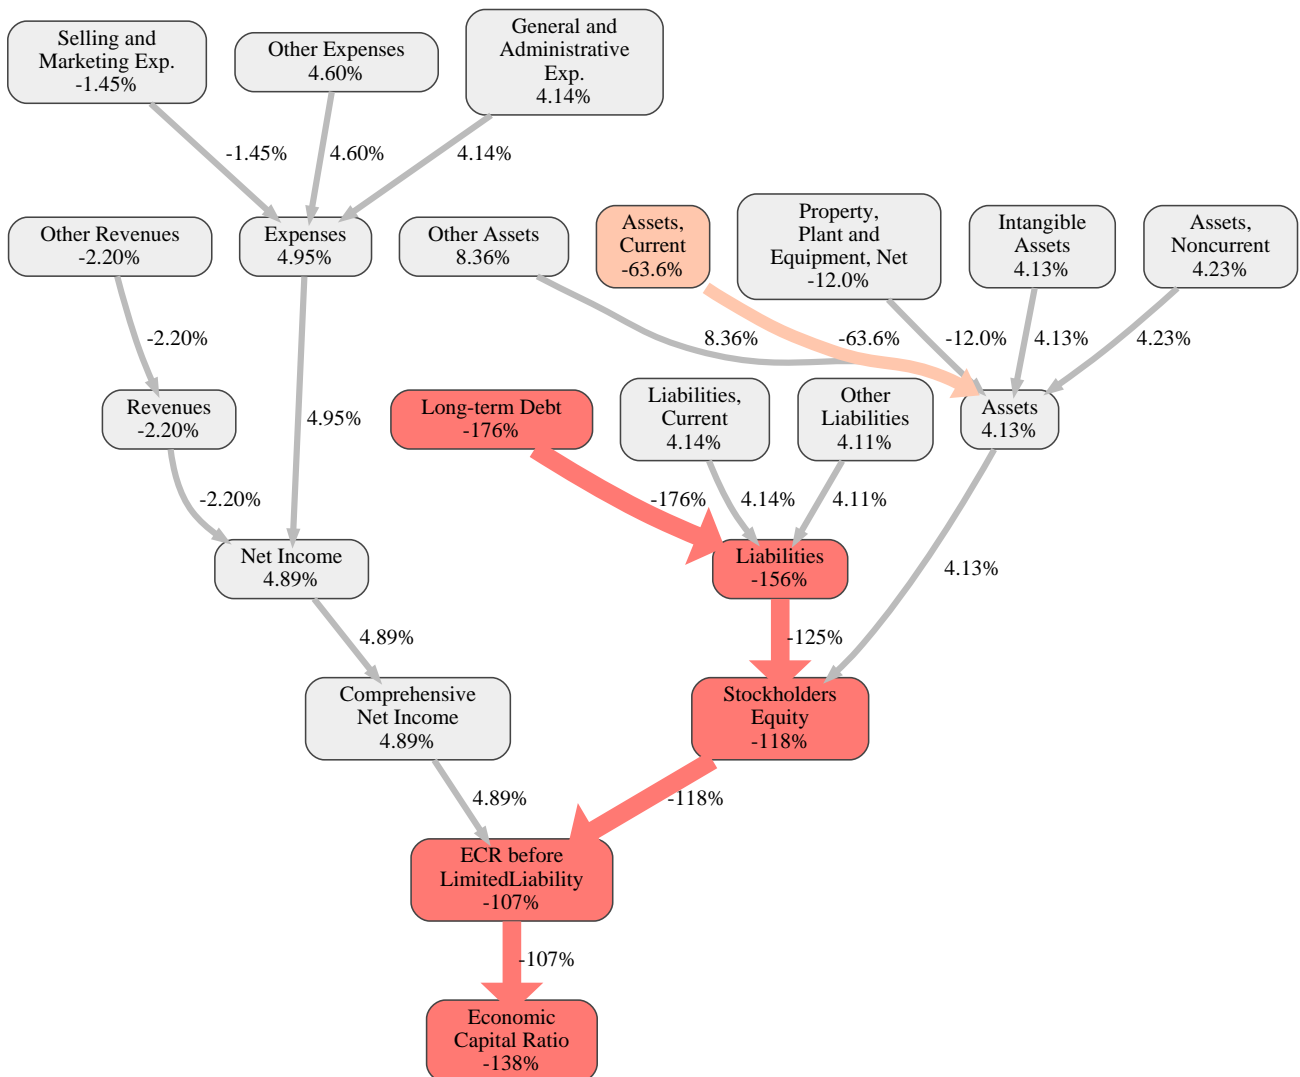 Selling and
Marketing Exp.
-1.45%
Other Expenses
4.60%
General and
Administrative
Exp.
4.14%
-1.45%
4.60%
4.14%
Other Revenues
-2.20%
Expenses
4.95%
Other Assets
8.36%
Assets,
Current
-63.6%
Property,
Plant and
Equipment, Net
-12.0%
Intangible
Assets
4.13%
Assets,
Noncurrent
4.23%
-2.20%
8.36%
-63.6%
-12.0%
4.13%
4.23%
Revenues
-2.20%
4.95%
Long-term Debt
-176%
Liabilities,
Current
4.14%
Other
Liabilities
4.11%
Assets
4.13%
-2.20%
-176%
4.14%
4.11%
Net Income
4.89%
Liabilities
-156%
4.13%
4.89%
-125%
Comprehensive
Net Income
4.89%
Stockholders
Equity
-118%
4.89%
-118%
ECR before
LimitedLiability
-107%
-107%
Economic
Capital Ratio
-138%